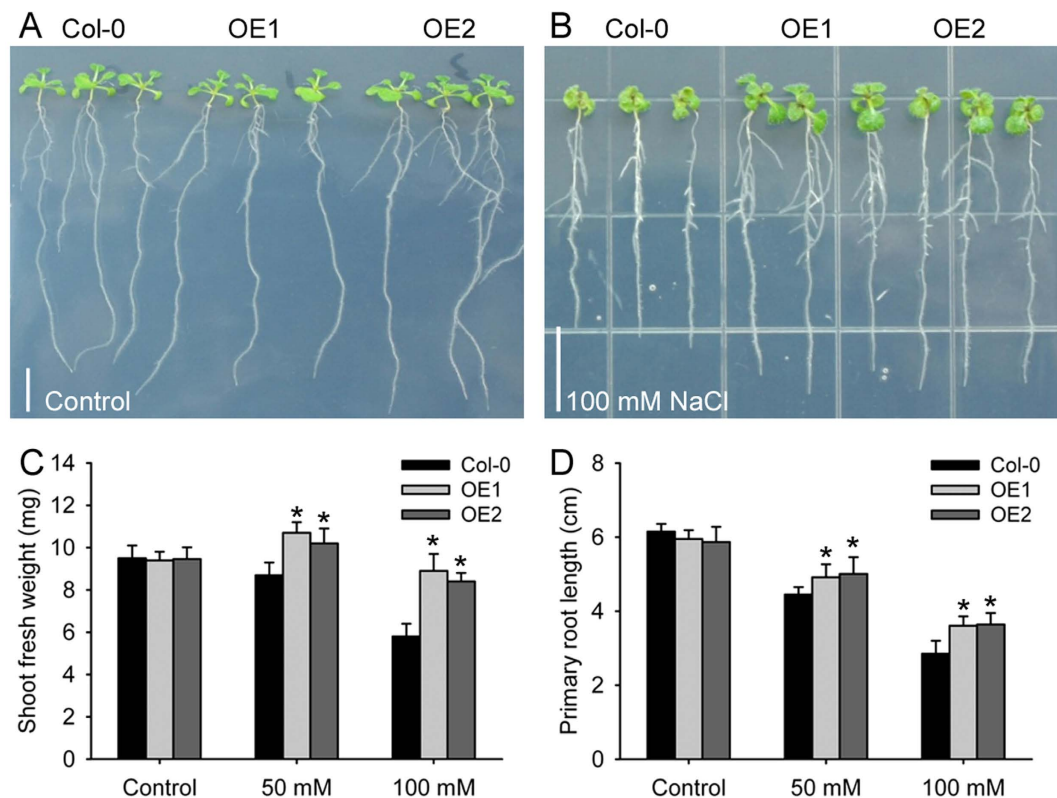 A Col-0 OE1 OE2
Control
B Col-0 OE1 OE2
100 mM NaCl
C
Shoot fresh weight (mg)
14
12
10
8
6
4
2
0
Col-0
OE1
OE2
* * * *
Control 50 mM 100 mM
D
Primary root length (cm)
8
6
4
2
0
Col-0
OE1
OE2
* * * *
Control 50 mM 100 mM